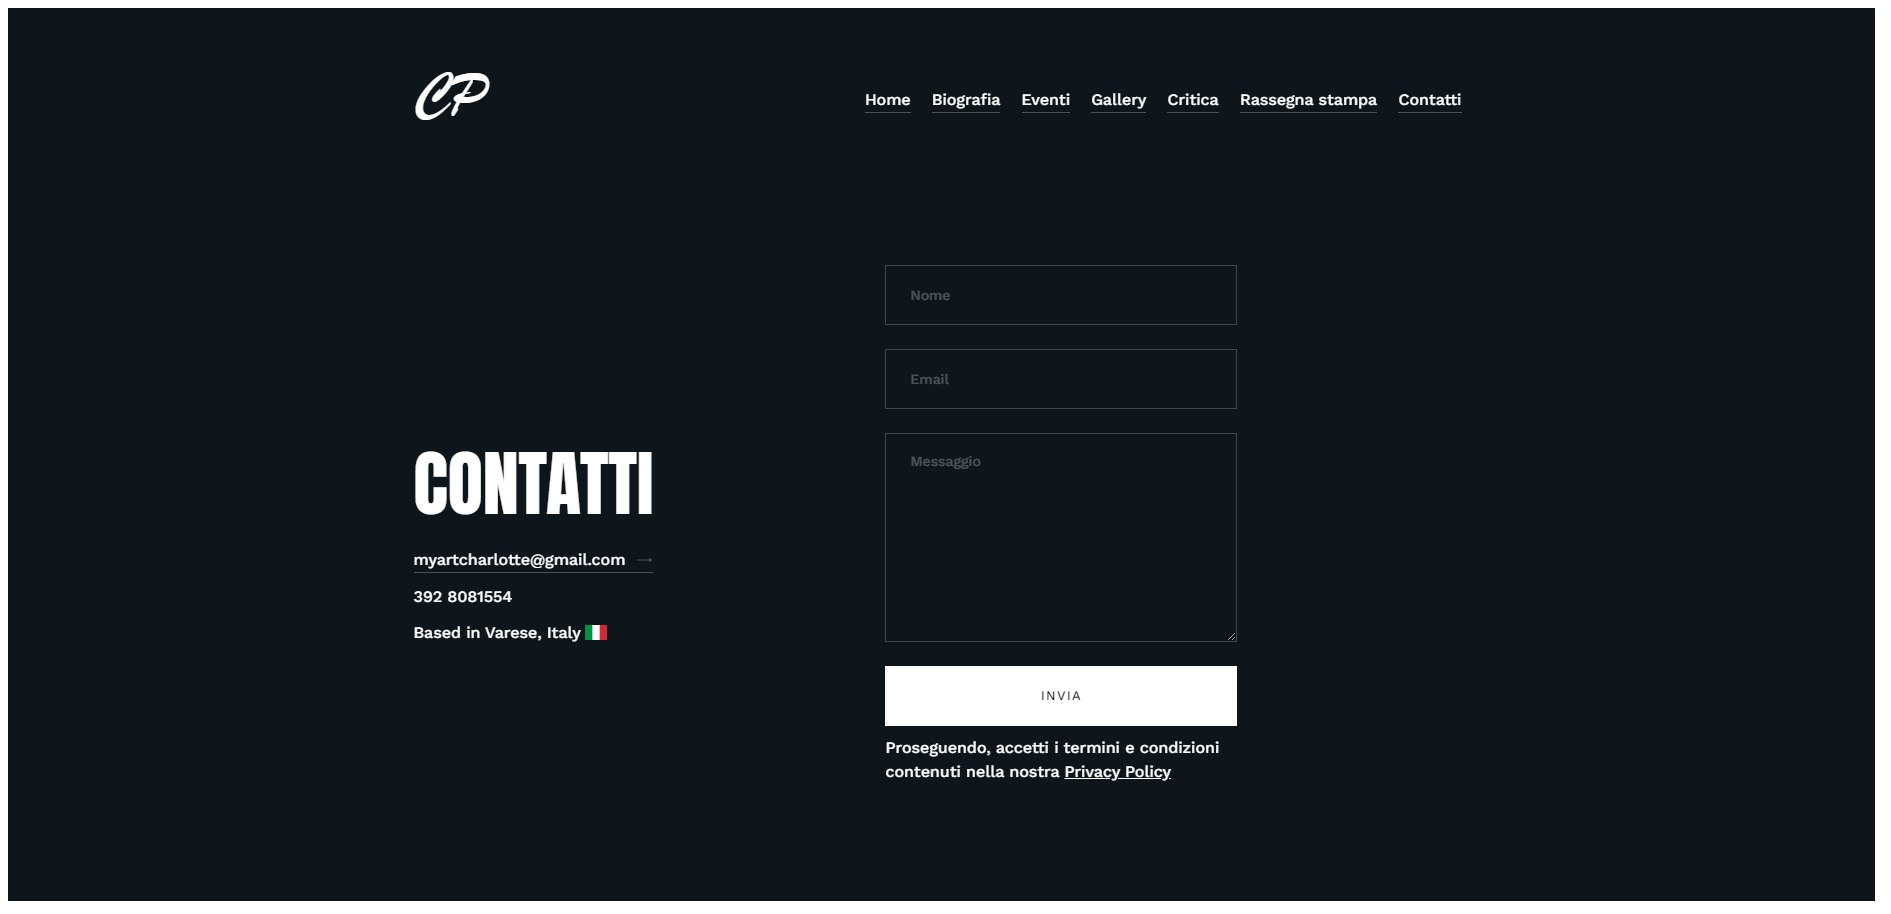 CP
Home Biografia Eventi Gallery Critica Rassegna stampa Contatti
Nome
Email
Messaggio
CONTATTI
myartcharlotte@gmail.com →
392 8081554
Based in Varese, Italy 🇮🇹
INVIA
Proseguendo, accetti i termini e condizioni
contenuti nella nostra Privacy Policy